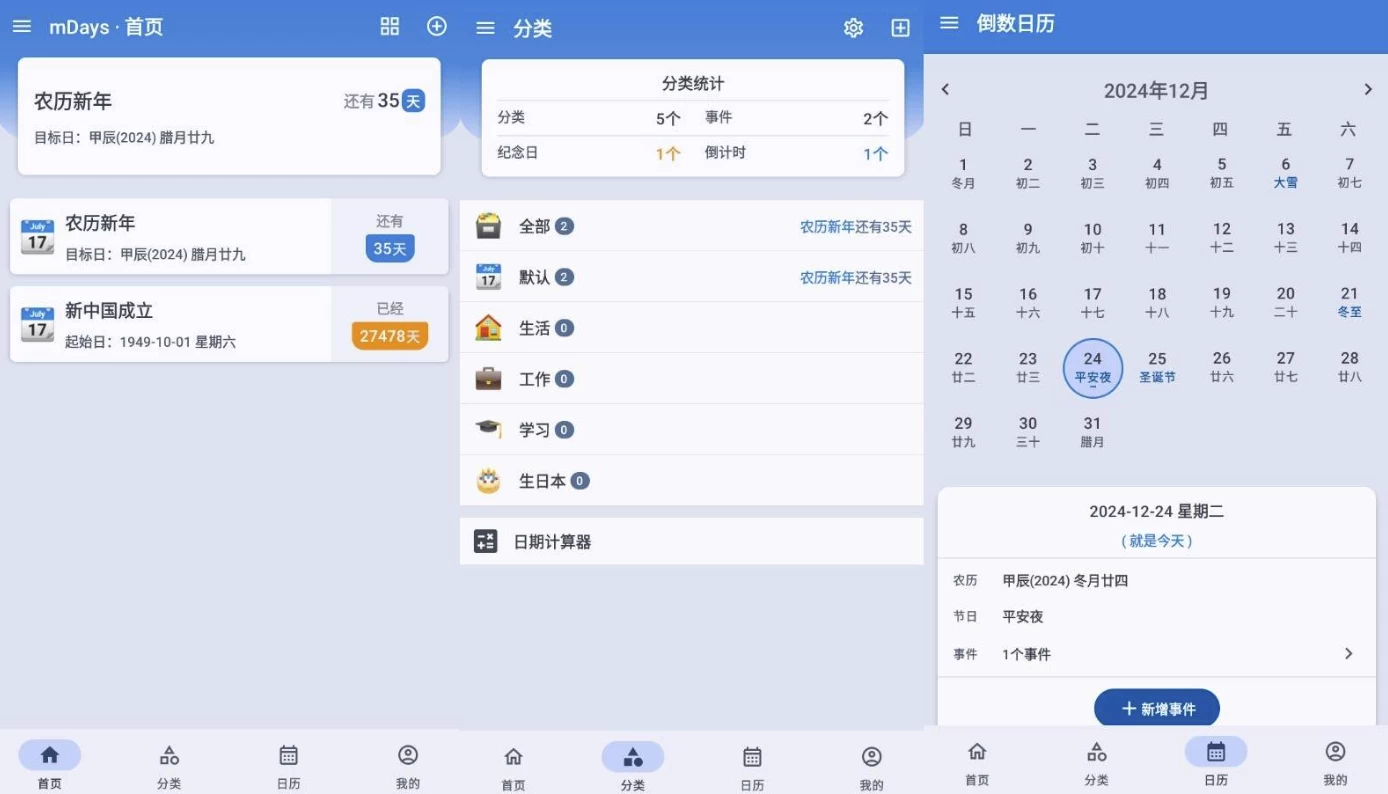 mDays · 首页
农历新年
还有 35 天
目标日：甲辰(2024) 腊月廿九
July
17
农历新年
目标日：甲辰(2024) 腊月廿九
还有
35天
July
17
新中国成立
起始日：1949-10-01 星期六
已经
27478天
首页 分类 日历 我的
分类
分类统计
分类 5个 事件 2个
纪念日 1个 倒计时 1个
全部 2 农历新年还有35天
July
17
默认 2 农历新年还有35天
生活 0
工作 0
学习 0
生日本 0
日期计算器
首页 分类 日历 我的
倒数日历
2024年12月
日 一 二 三 四 五 六
1 2 3 4 5 6 7
冬月 初二 初三 初四 初五 大雪 初七
8 9 10 11 12 13 14
初八 初九 初十 十一 十二 十三 十四
15 16 17 18 19 20 21
十五 十六 十七 十八 十九 二十 冬至
22 23 24 25 26 27 28
廿二 廿三 平安夜 圣诞节 廿六 廿七 廿八
29 30 31
廿九 三十 腊月
2024-12-24 星期二
（就是今天）
农历 甲辰(2024) 冬月廿四
节日 平安夜
事件 1个事件
+ 新增事件
首页 分类 日历 我的